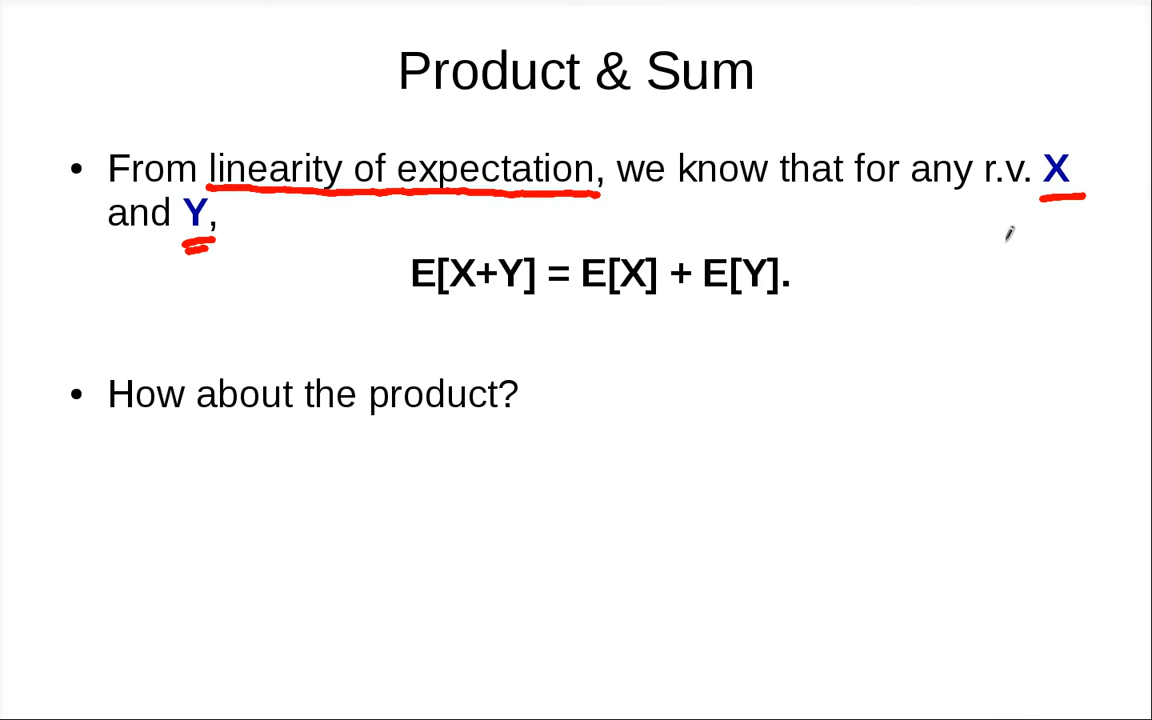 Product & Sum
• From linearity of expectation, we know that for any r.v. X
and Y,
E[X+Y] = E[X] + E[Y].
• How about the product?